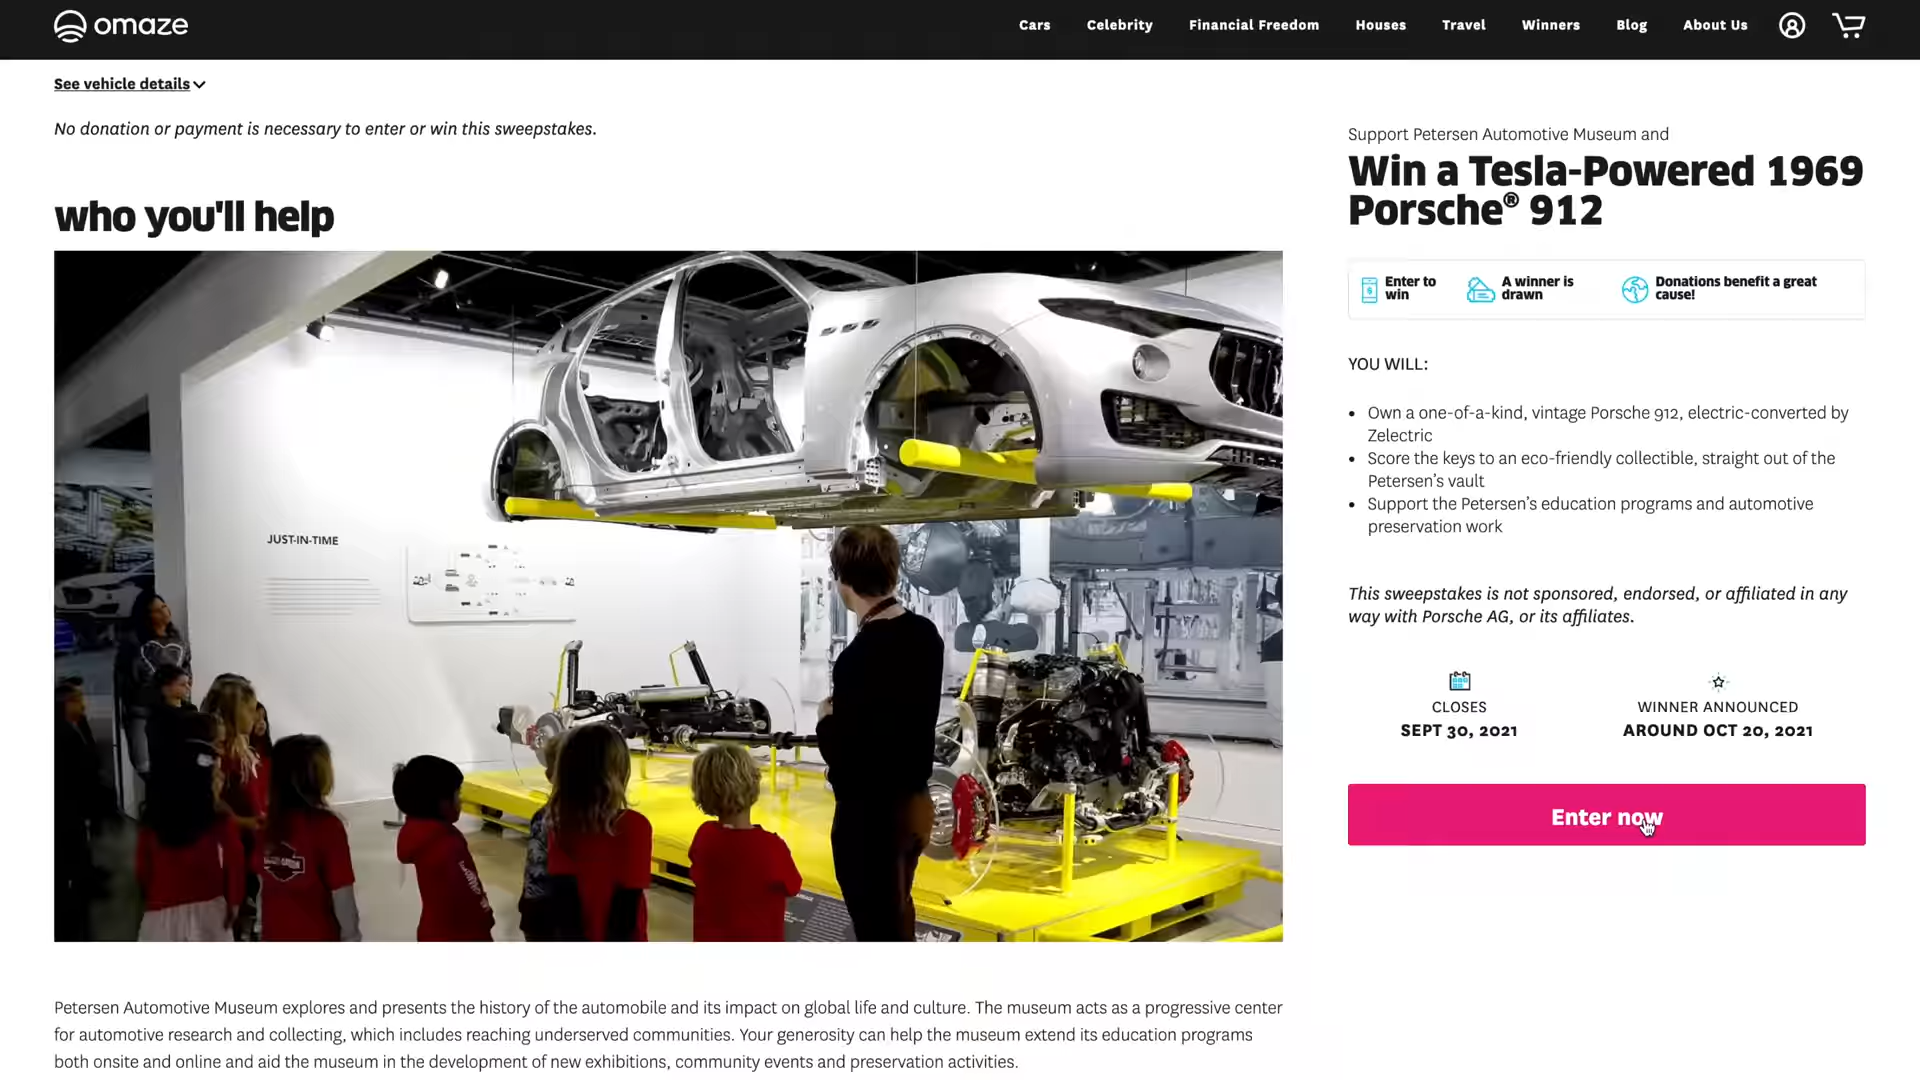 omaze
Cars Celebrity Financial Freedom Houses Travel Winners Blog About Us
See vehicle details
No donation or payment is necessary to enter or win this sweepstakes.
who you'll help
JUST-IN-TIME
Petersen Automotive Museum explores and presents the history of the automobile and its impact on global life and culture. The museum acts as a progressive center
for automotive research and collecting, which includes reaching underserved communities. Your generosity can help the museum extend its education programs
both onsite and online and aid the museum in the development of new exhibitions, community events and preservation activities.
Support Petersen Automotive Museum and
Win a Tesla-Powered 1969
Porsche® 912
Enter to
win
A winner is
drawn
Donations benefit a great
cause!
YOU WILL:
Own a one-of-a-kind, vintage Porsche 912, electric-converted by
Zelectric
Score the keys to an eco-friendly collectible, straight out of the
Petersen's vault
Support the Petersen's education programs and automotive
preservation work
This sweepstakes is not sponsored, endorsed, or affiliated in any
way with Porsche AG, or its affiliates.
CLOSES
SEPT 30, 2021
WINNER ANNOUNCED
AROUND OCT 20, 2021
Enter now